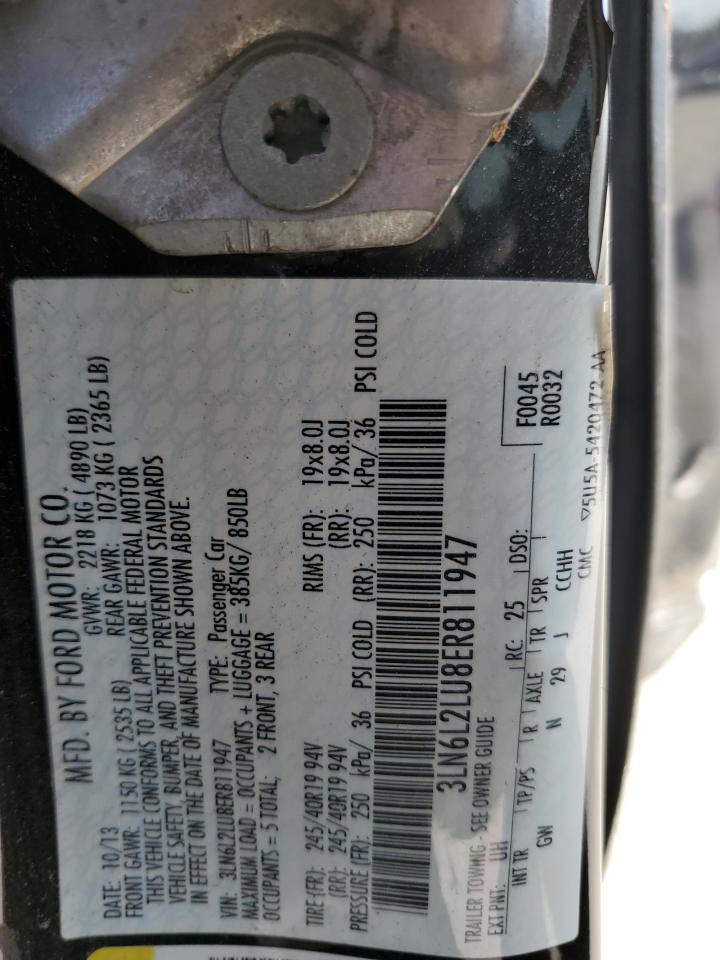 MFD. BY FORD MOTOR CO.
DATE: 10/13 GVWR: 2218 KG ( 4890 LB)
FRONT GAWR: 1150 KG ( 2535 LB) REAR GAWR: 1073 KG ( 2365 LB)
THIS VEHICLE CONFORMS TO ALL APPLICABLE FEDERAL MOTOR
VEHICLE SAFETY, BUMPER, AND THEFT PREVENTION STANDARDS
IN EFFECT ON THE DATE OF MANUFACTURE SHOWN ABOVE.
VIN: 3LN6L2LU8ER811947 TYPE: Passenger Car
MAXIMUM LOAD = OCCUPANTS + LUGGAGE = 385KG/ 850LB
OCCUPANTS = 5 TOTAL; 2 FRONT, 3 REAR
TIRE (FR): 245/40R19 94V RIMS (FR): 19x8.0J
(RR): 245/40R19 94V (RR): 19x8.0J
PRESSURE (FR): 250 kPa/ 36 PSI COLD (RR): 250 kPa/ 36 PSI COLD
3LN6L2LU8ER811947
TRAILER TOWING - SEE OWNER GUIDE F0045
EXT PNT: UH RC: 25 DSO: R0032
INT TR TP/PS R AXLE TR SPR
GW N 29 J CCHH
CMC ▽5U5A-5420472-AA